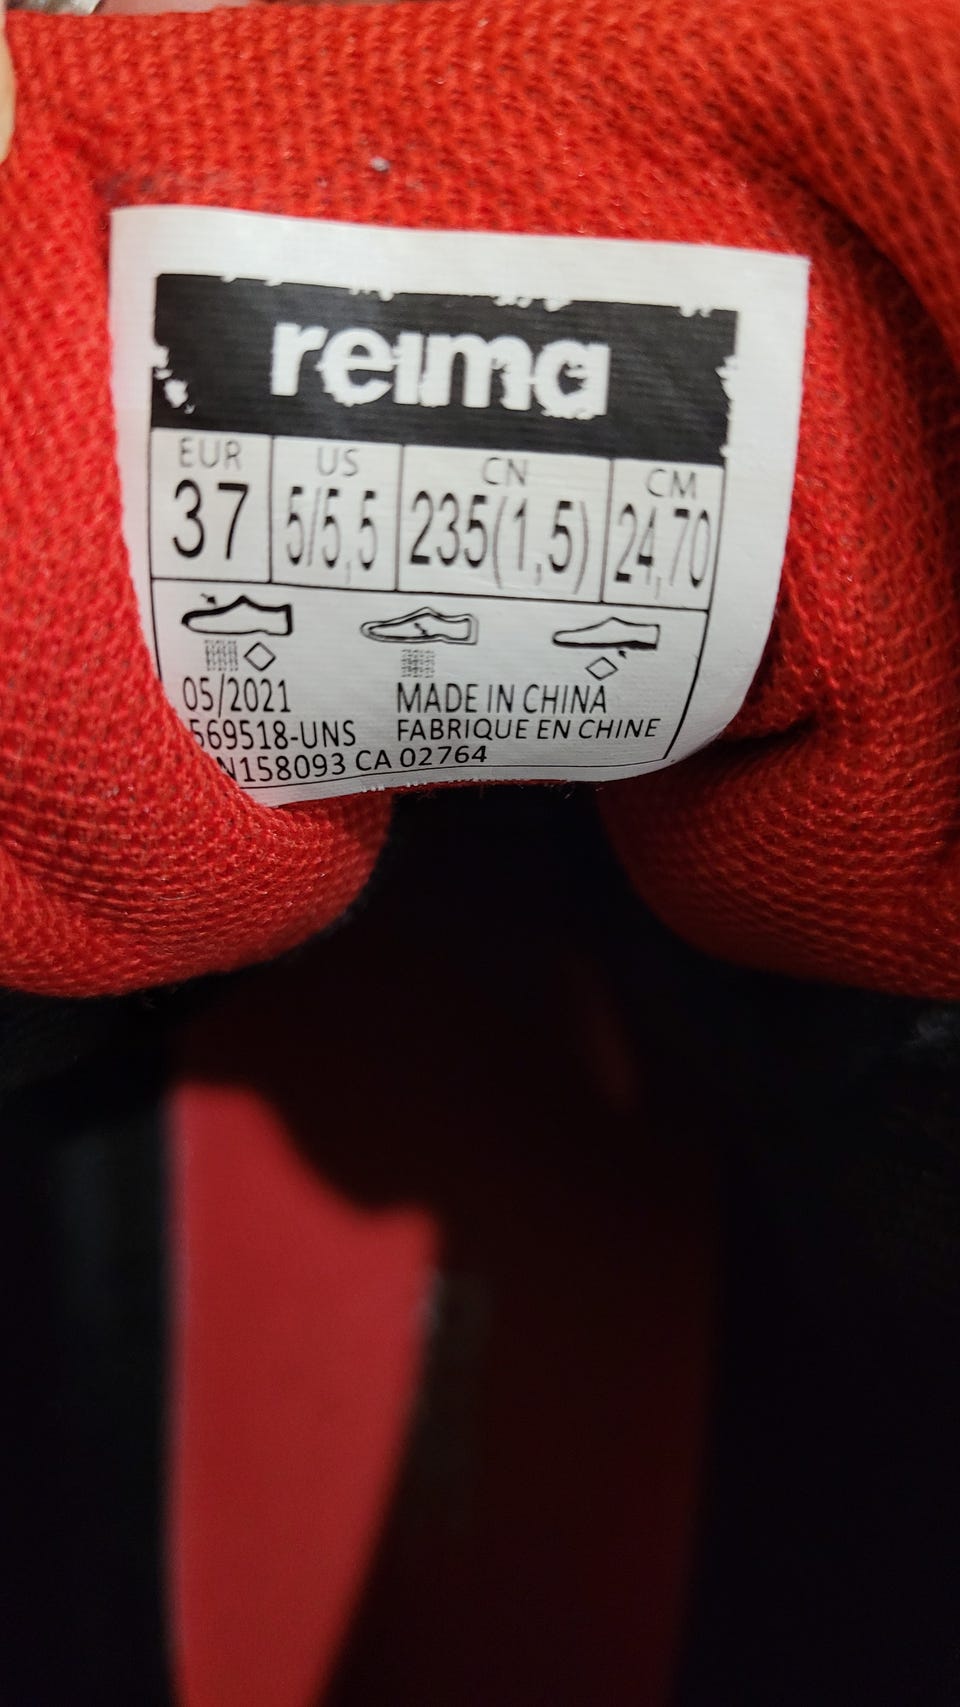 reima
EUR US CN CM
37 5/5,5 235(1,5) 24,70
05/2021 MADE IN CHINA
569518-UNS FABRIQUE EN CHINE
N158093 CA 02764